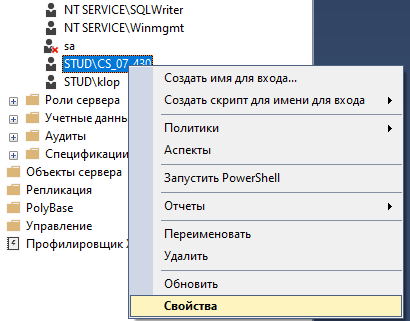 NT SERVICE\SQLWriter
NT SERVICE\Winmgmt
sa
STUD\CS_07_430
STUD\klop
Роли сервера
Учетные данны
Аудиты
Спецификации
Объекты сервера
Репликация
PolyBase
Управление
Профилировщик X
Создать имя для входа...
Создать скрипт для имени для входа
Политики
Аспекты
Запустить PowerShell
Отчеты
Переименовать
Удалить
Обновить
Свойства